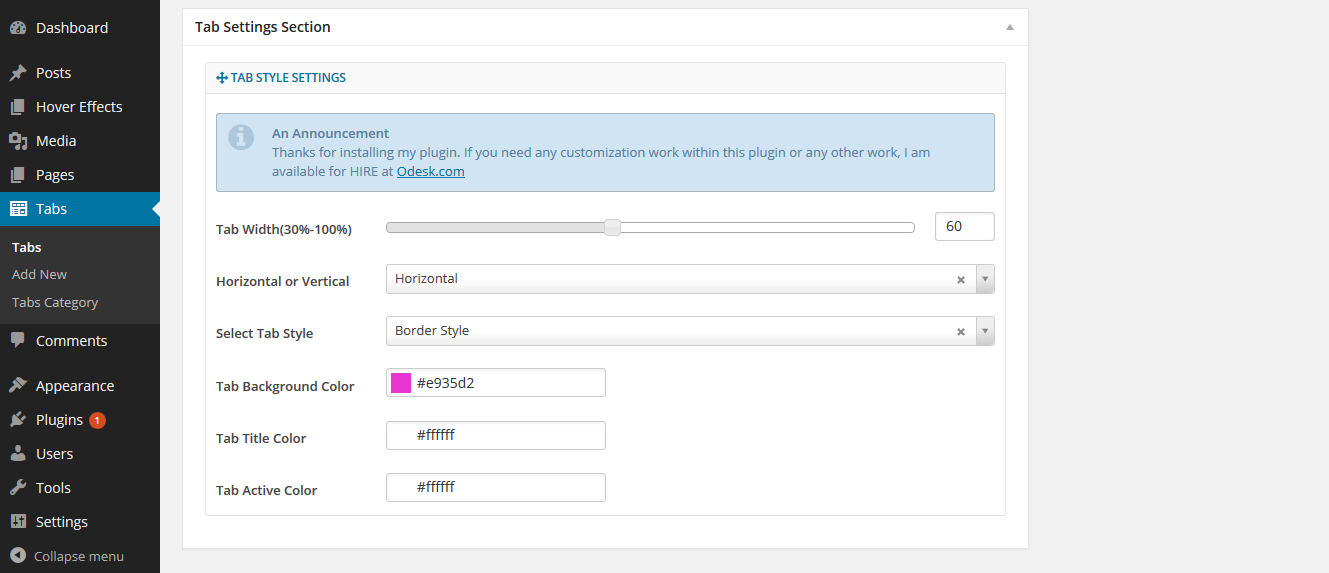 Dashboard
Posts
Hover Effects
Media
Pages
Tabs
Tabs
Add New
Tabs Category
Comments
Appearance
Plugins 1
Users
Tools
Settings
Collapse menu
Tab Settings Section
TAB STYLE SETTINGS
An Announcement
Thanks for installing my plugin. If you need any customization work within this plugin or any other work, I am
available for HIRE at Odesk.com
Tab Width(30%-100%) 60
Horizontal or Vertical Horizontal
Select Tab Style Border Style
Tab Background Color #e935d2
Tab Title Color #ffffff
Tab Active Color #ffffff